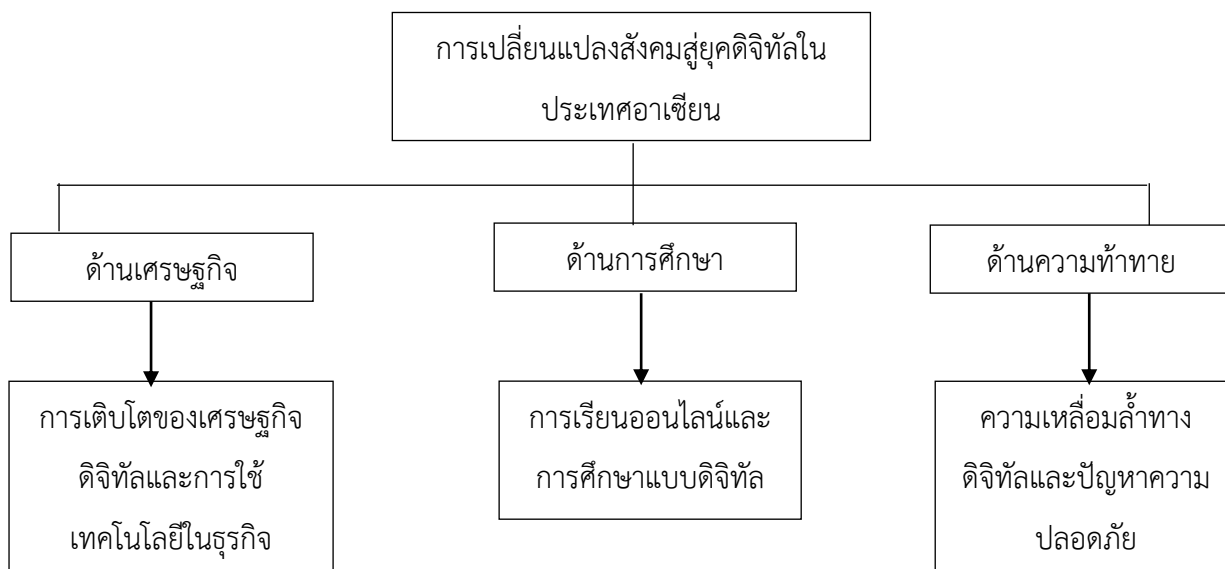 การเปลี่ยนแปลงสังคมสู่ยุคดิจิทัลใน
ประเทศอาเซียน
ด้านเศรษฐกิจ
ด้านการศึกษา
ด้านความท้าทาย
การเติบโตของเศรษฐกิจ
ดิจิทัลและการใช้
เทคโนโลยีในธุรกิจ
การเรียนออนไลน์และ
การศึกษาแบบดิจิทัล
ความเหลื่อมล้ำทาง
ดิจิทัลและปัญหาความ
ปลอดภัย